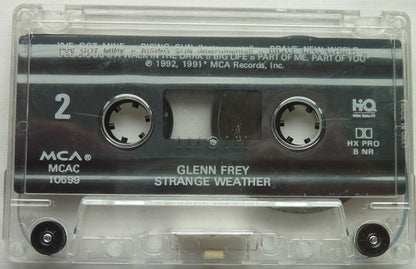 I'VE GOT MINE RISING SUN (Instrumental) BRAVE NEW WORLD
DELICIOUS A WALK IN THE DARK BIG LIFE PART OF ME, PART OF YOU*
℗ 1992, 1991* MCA Records, Inc.
2
HQ
HIGH QUALITY
HX PRO
B NR
MCA®
MCAC
10599
GLENN FREY
STRANGE WEATHER